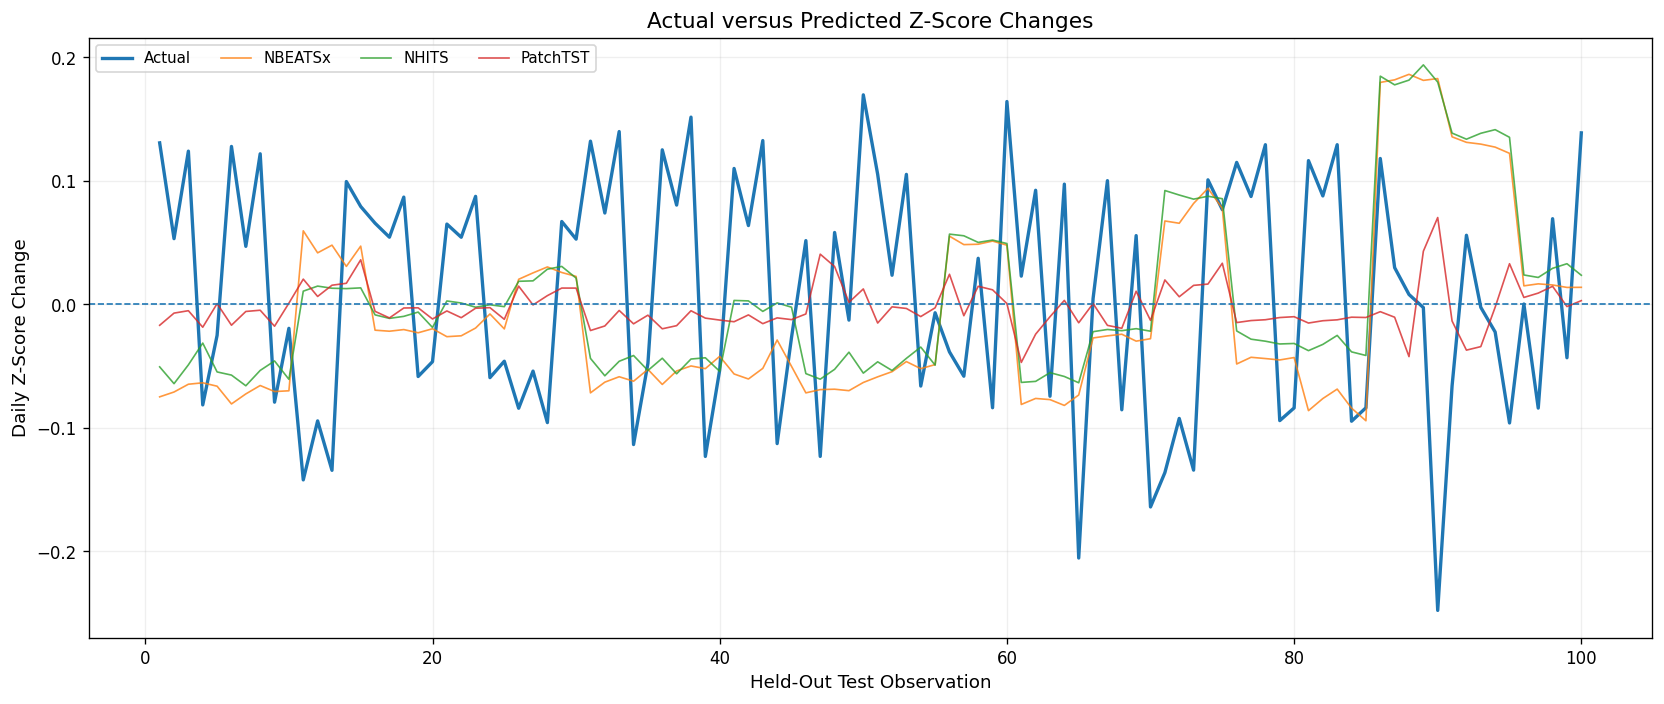 Actual versus Predicted Z-Score Changes
Actual NBEATSx NHITS PatchTST
0.2
0.1
0.0
−0.1
−0.2
Daily Z-Score Change
0 20 40 60 80 100
Held-Out Test Observation